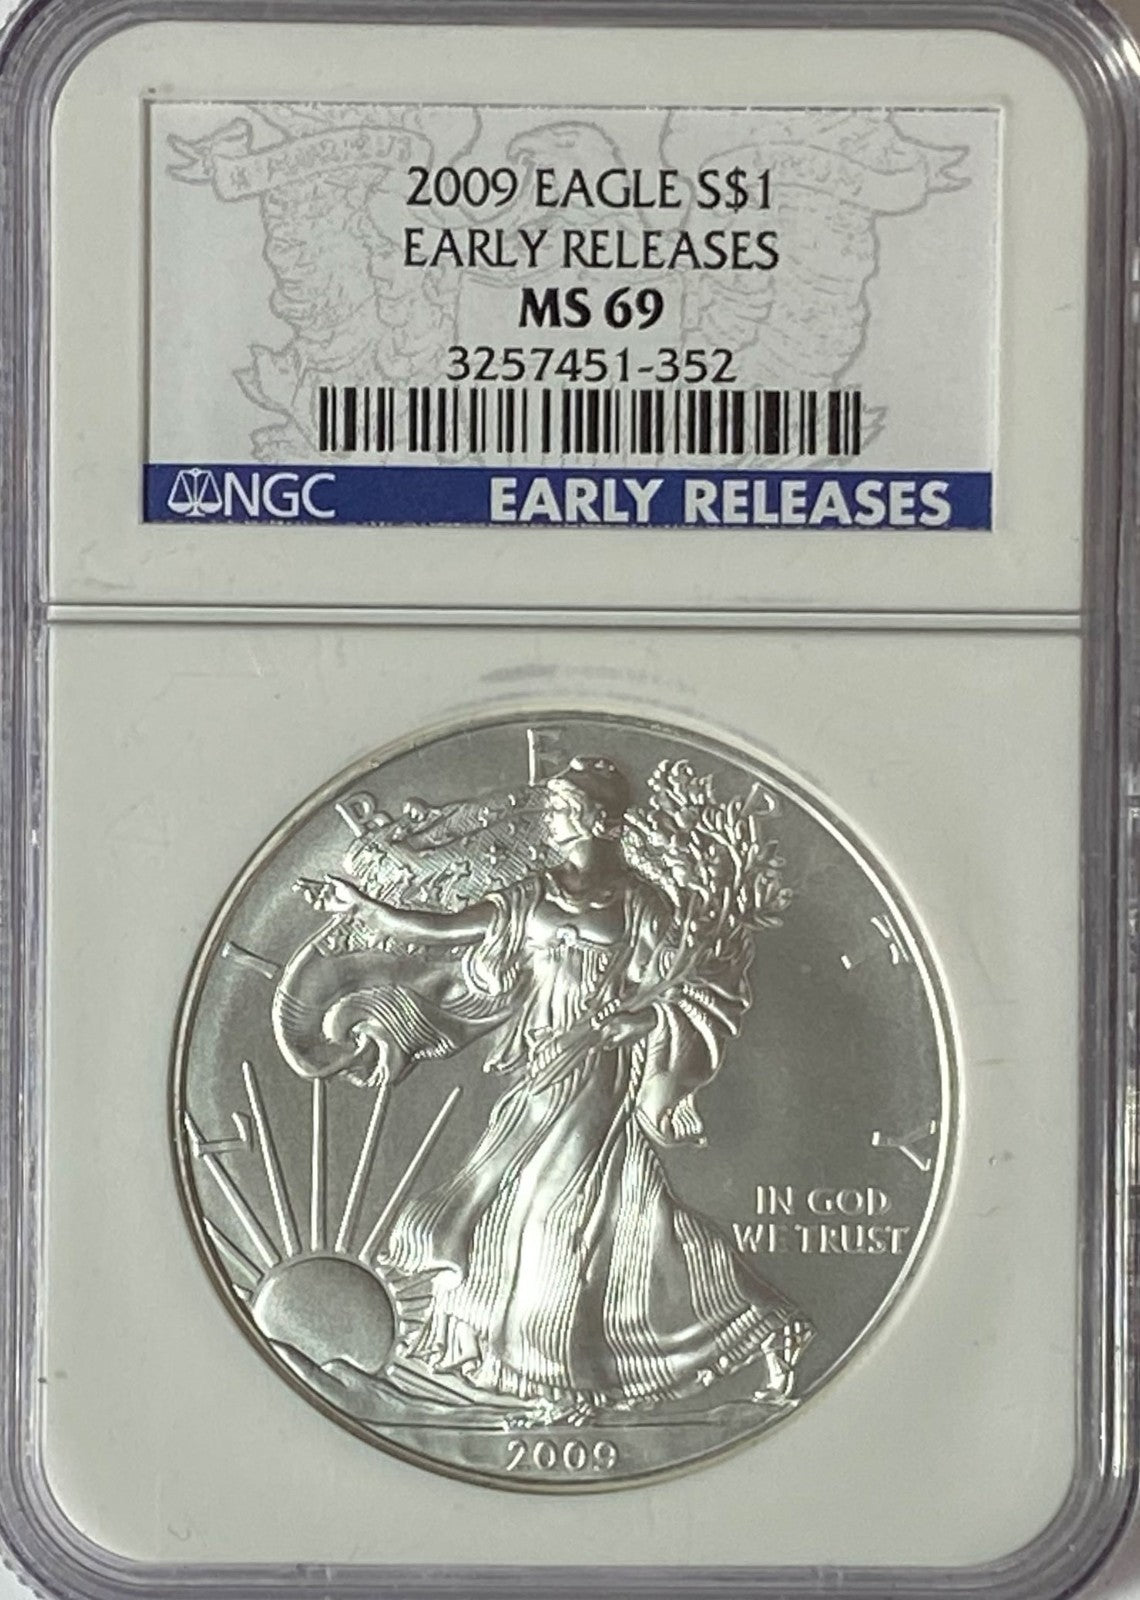 2009 EAGLE S$1
EARLY RELEASES
MS 69
3257451-352
NGC EARLY RELEASES
LIBERTY
IN GOD
WE TRUST
2009